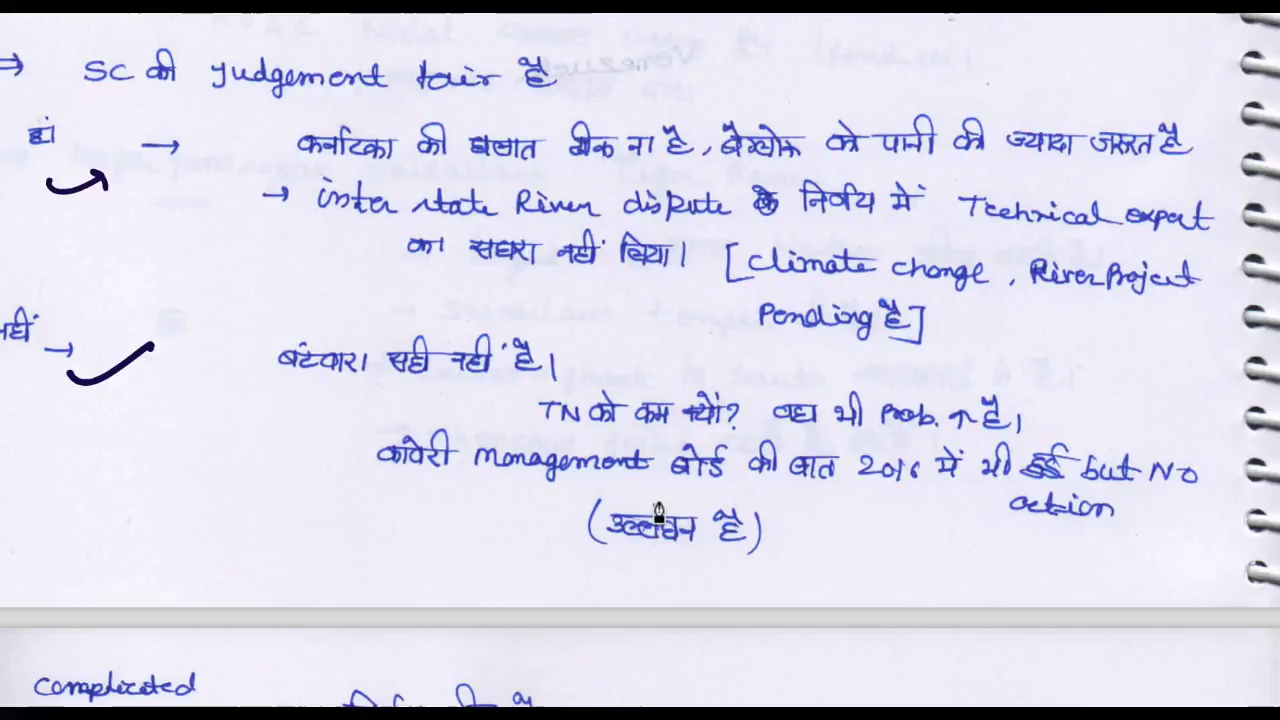 ⇒ SC की judgement fair है
हां → कर्नाटका की हालात ठीक ना है, बैंग्लोर को पानी की ज्यादा जरूरत है
→ inter state River dispute के निर्णय में Technical expert
का सहारा नहीं लिया। [climate change, River Project
Pending है]
नहीं → बंटवारा सही नहीं है।
TN को कम क्यों? वहा भी Prob. ↑ है।
कावेरी management बोर्ड की बात 2016 में भी हुई but No
action
(उल्लंघन है)
complicated